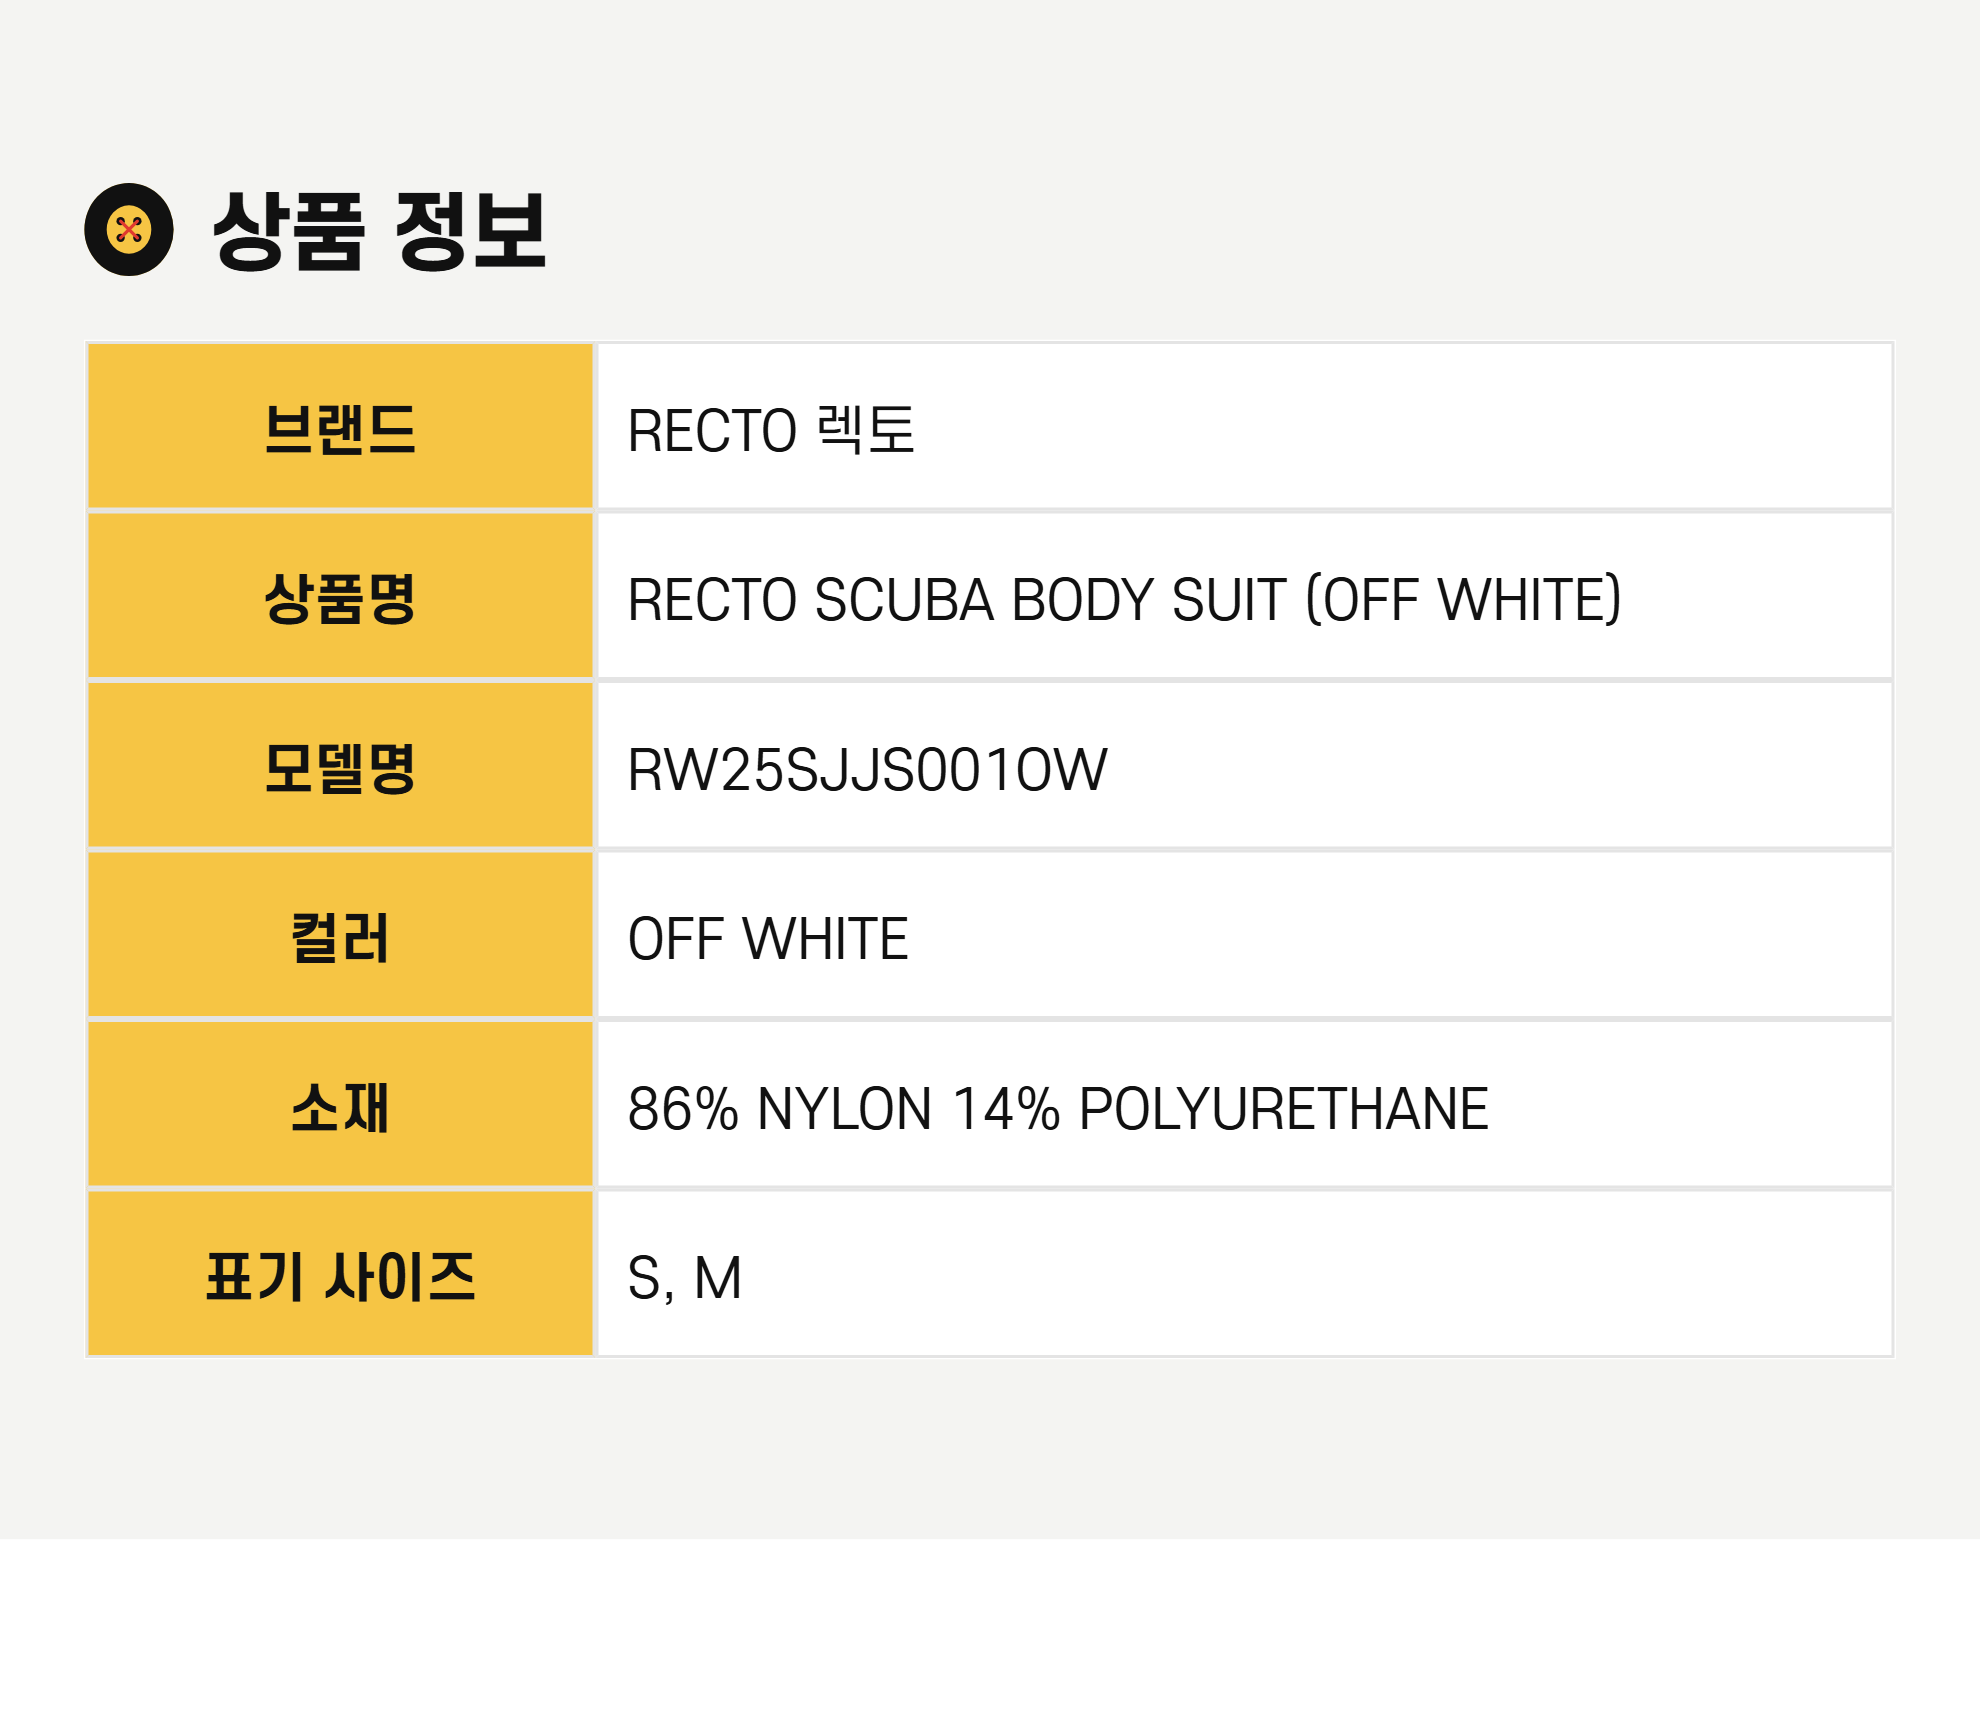 상품 정보
브랜드 RECTO 렉토
상품명 RECTO SCUBA BODY SUIT (OFF WHITE)
모델명 RW25SJJS001OW
컬러 OFF WHITE
소재 86% NYLON 14% POLYURETHANE
표기 사이즈 S, M